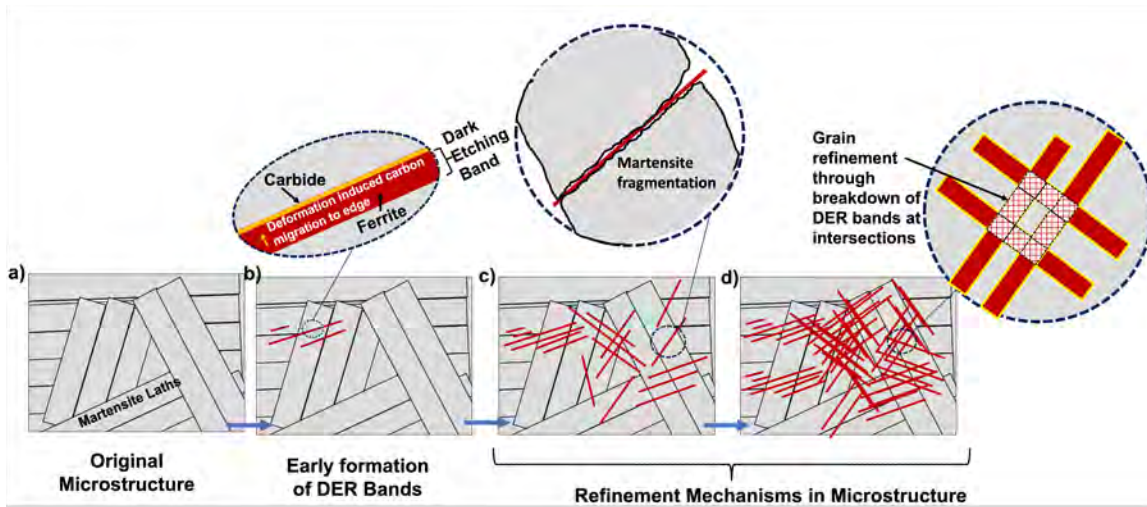 Carbide
Deformation induced carbon
migration to edge
Ferrite
Dark
Etching
Band
Martensite
fragmentation
Grain
refinement
through
breakdown of
DER bands at
intersections
a)
b)
c)
d)
Martensite Laths
Original
Microstructure
Early formation
of DER Bands
Refinement Mechanisms in Microstructure